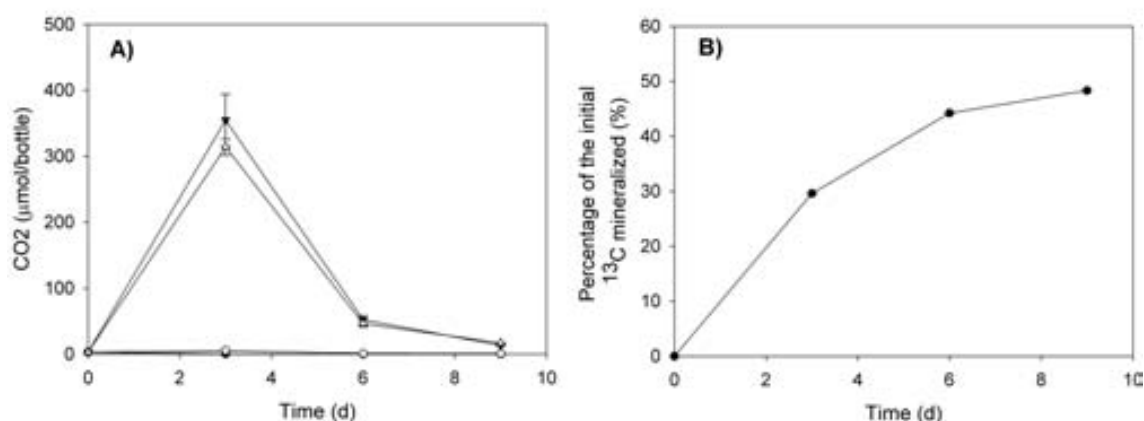 A)
CO2 (μmol/bottle)
500
400
300
200
100
0
0 2 4 6 8 10
Time (d)
B)
Percentage of the initial
13C mineralized (%)
60
50
40
30
20
10
0
0 2 4 6 8 10
Time (d)